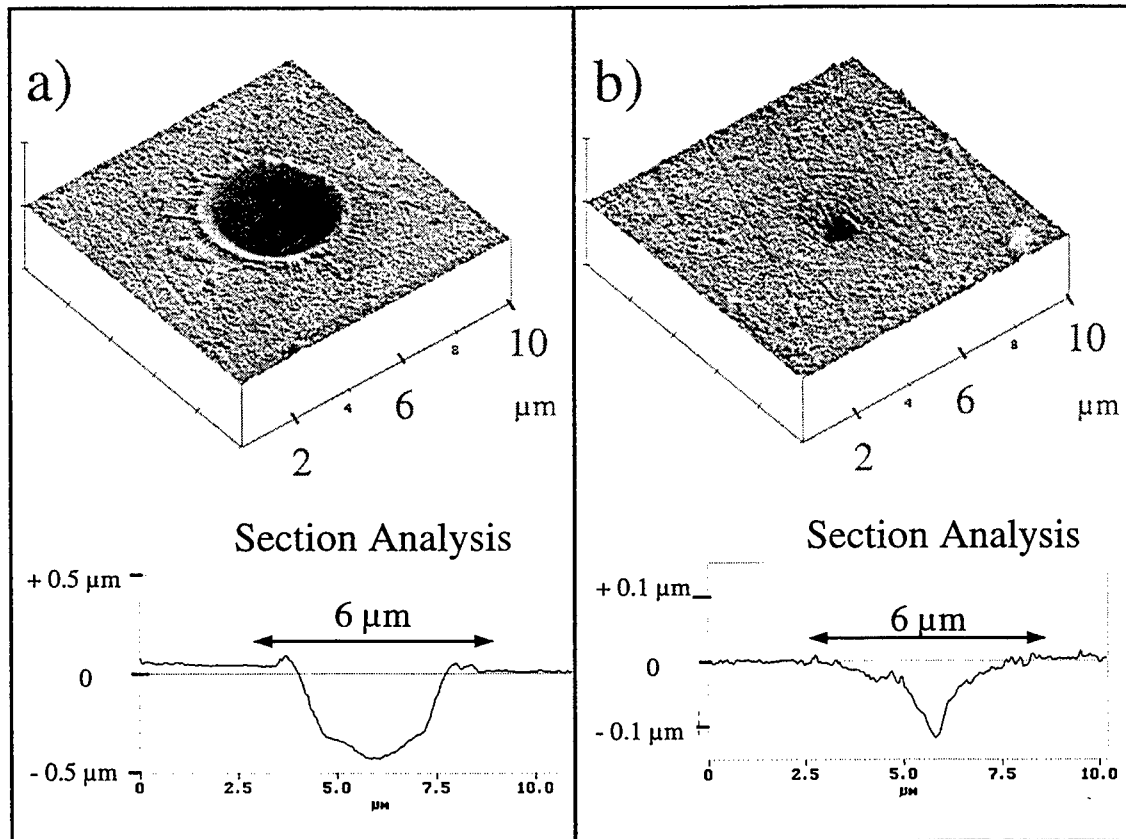 a)
10
8
6
μm
4
2
Section Analysis
+ 0.5 μm
6 μm
0
- 0.5 μm
0 2.5 5.0 7.5 10.0
μM
b)
10
8
6
μm
4
2
Section Analysis
+ 0.1 μm
6 μm
0
- 0.1 μm
0 2.5 5.0 7.5 10.0
μM